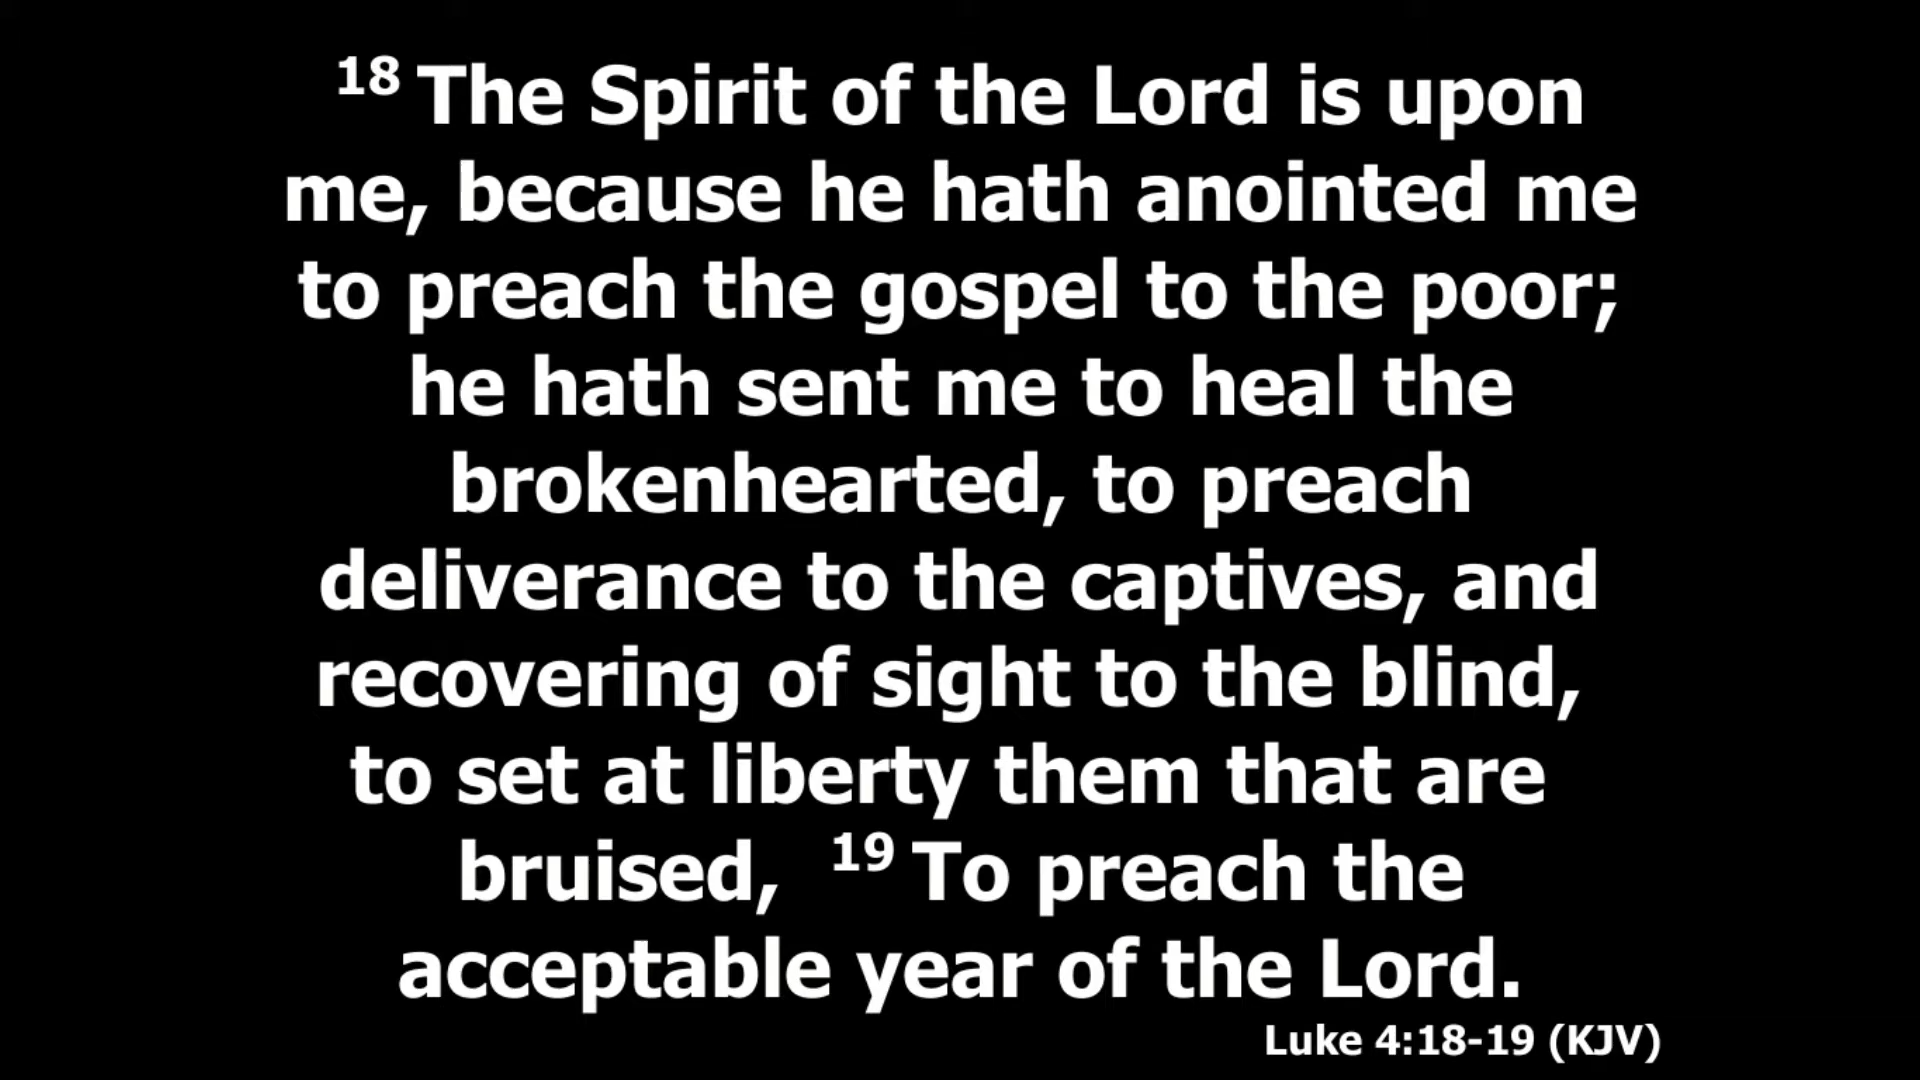 18 The Spirit of the Lord is upon
me, because he hath anointed me
to preach the gospel to the poor;
he hath sent me to heal the
brokenhearted, to preach
deliverance to the captives, and
recovering of sight to the blind,
to set at liberty them that are
bruised, 19 To preach the
acceptable year of the Lord.
Luke 4:18-19 (KJV)